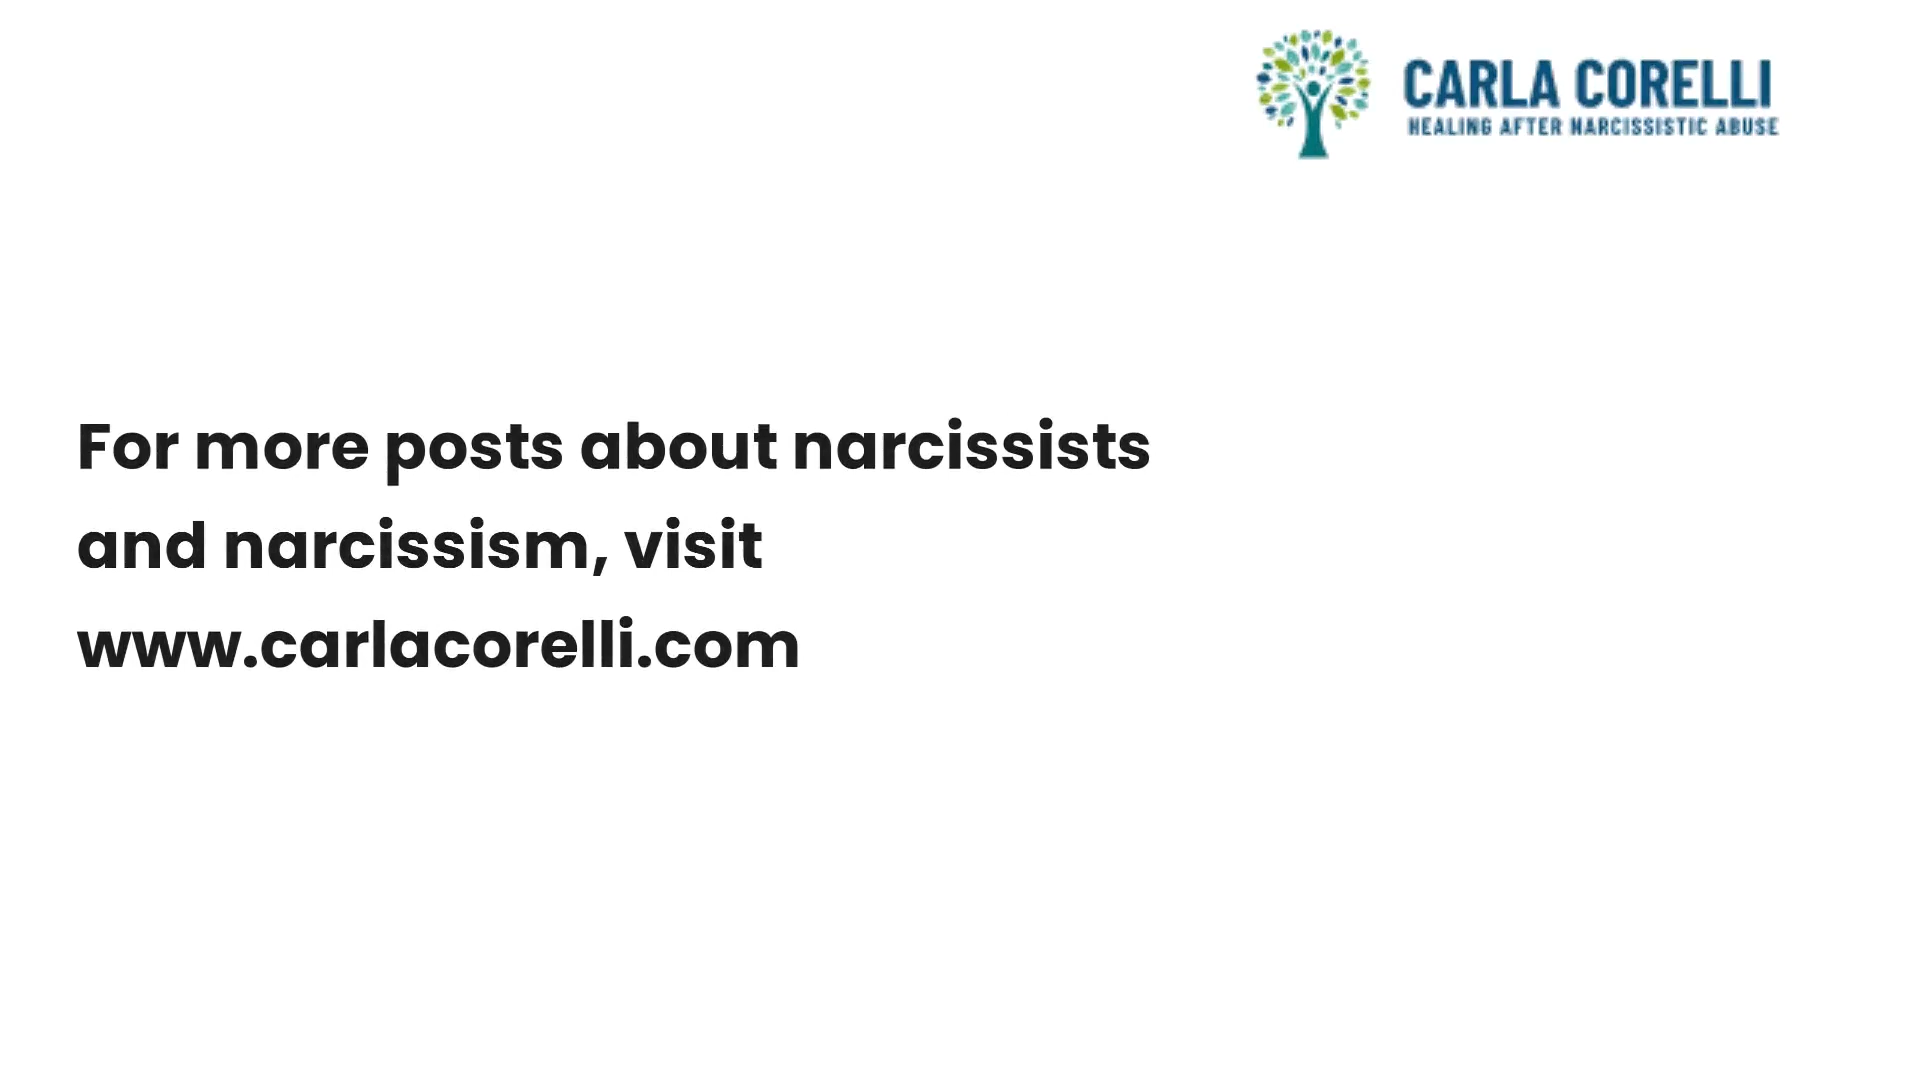 CARLA CORELLI
HEALING AFTER NARCISSISTIC ABUSE
For more posts about narcissists
and narcissism, visit
www.carlacorelli.com